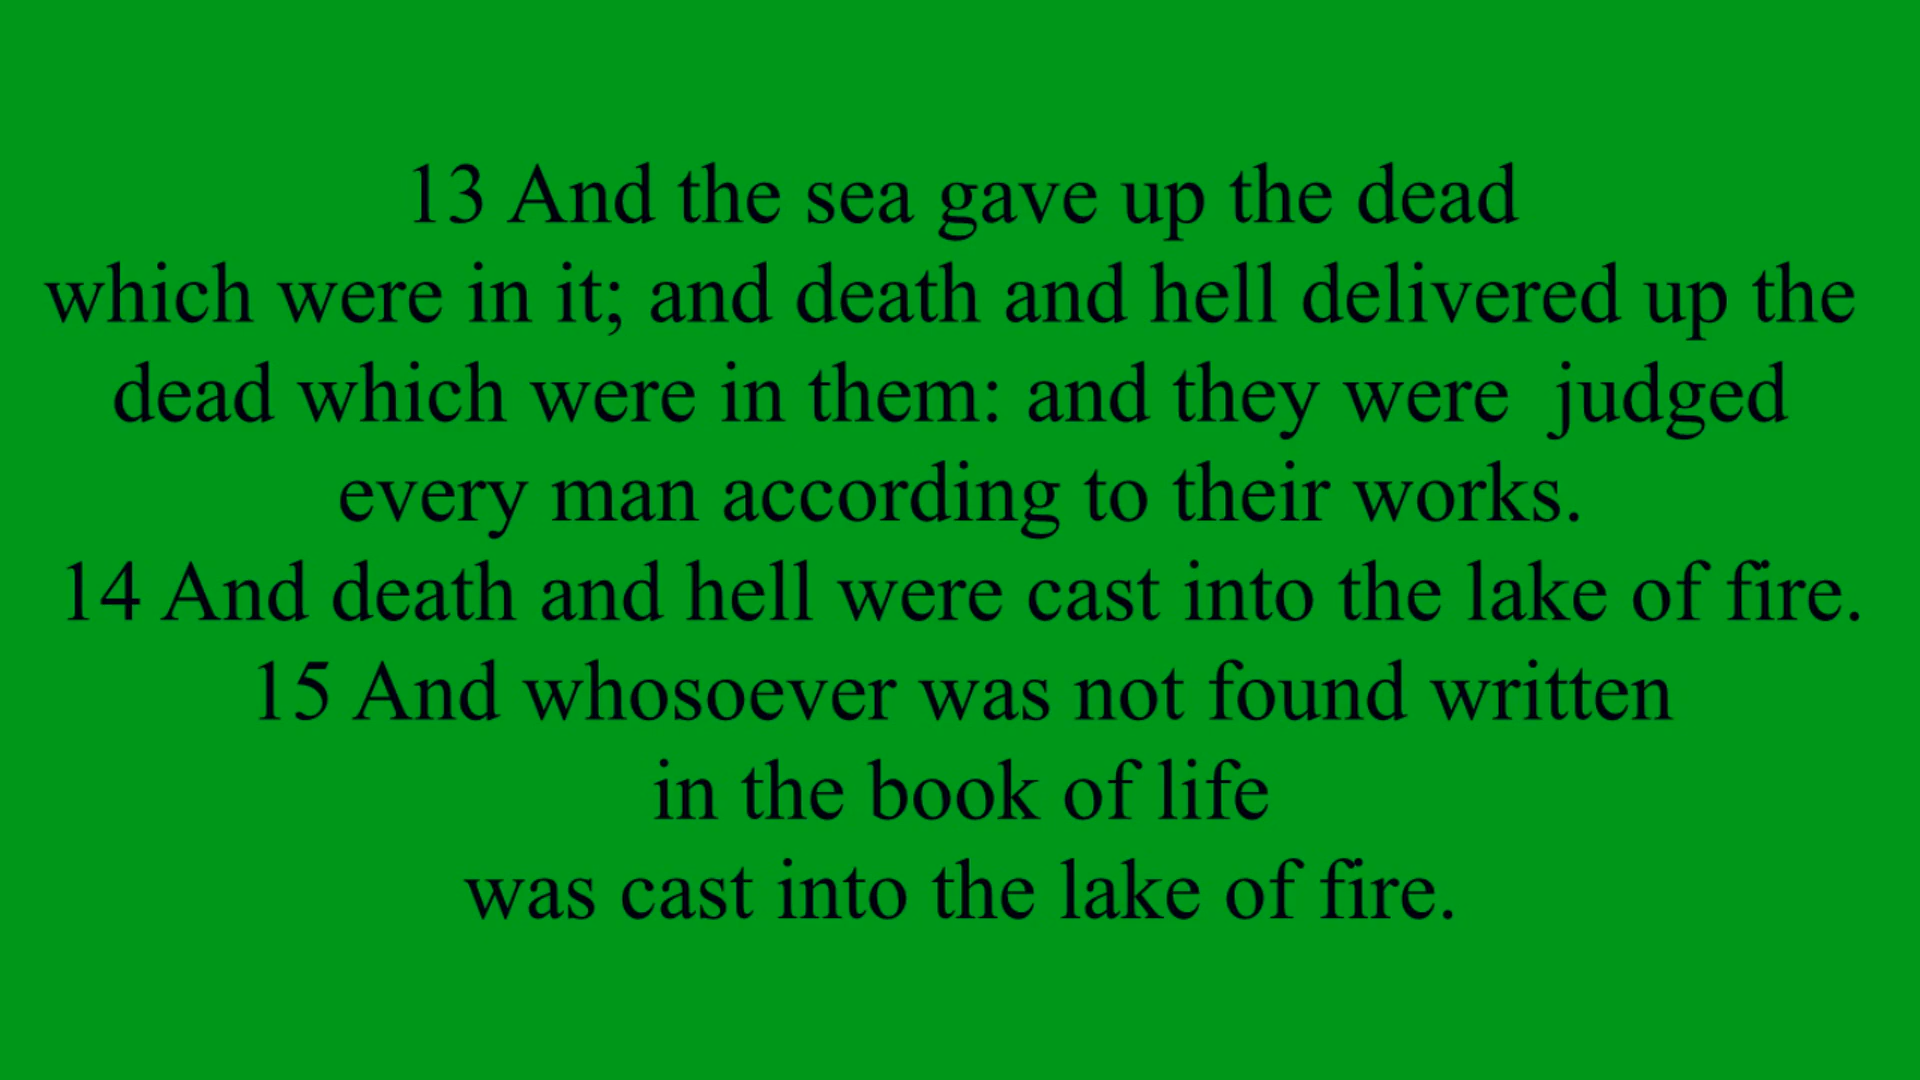 13 And the sea gave up the dead
which were in it; and death and hell delivered up the
dead which were in them: and they were  judged
every man according to their works.
14 And death and hell were cast into the lake of fire.
15 And whosoever was not found written
in the book of life
was cast into the lake of fire.